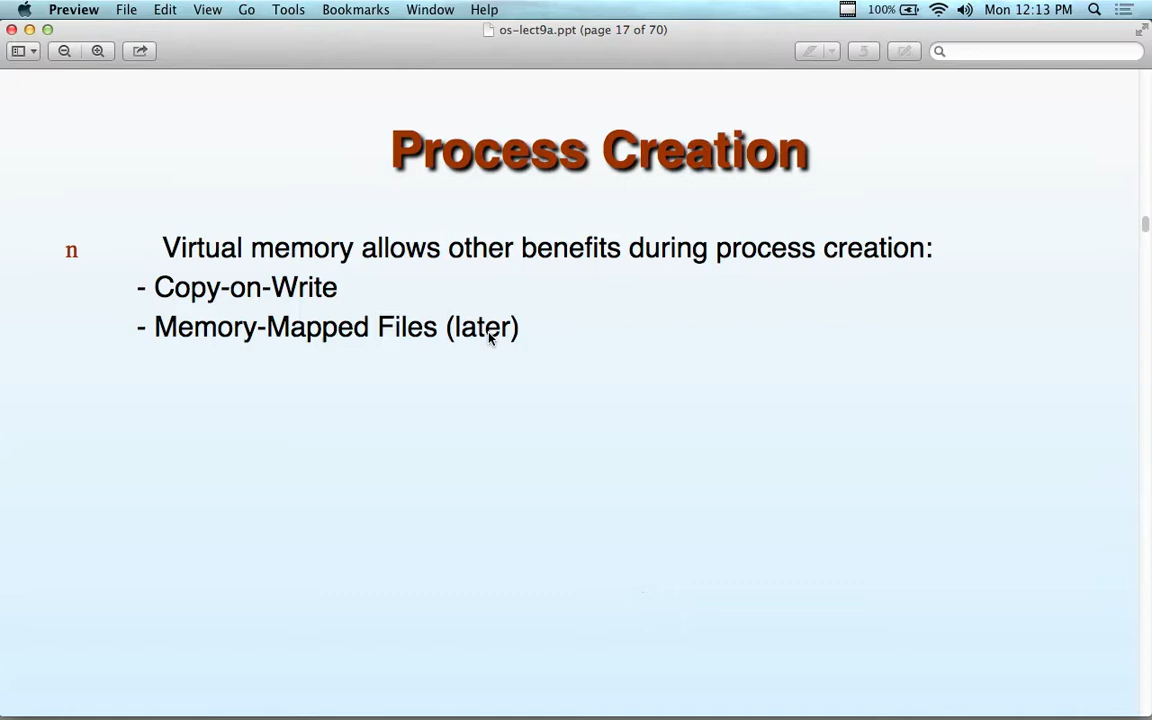 Preview File Edit View Go Tools Bookmarks Window Help 100% Mon 12:13 PM
os-lect9a.ppt (page 17 of 70)
Process Creation
n Virtual memory allows other benefits during process creation:
- Copy-on-Write
- Memory-Mapped Files (later)